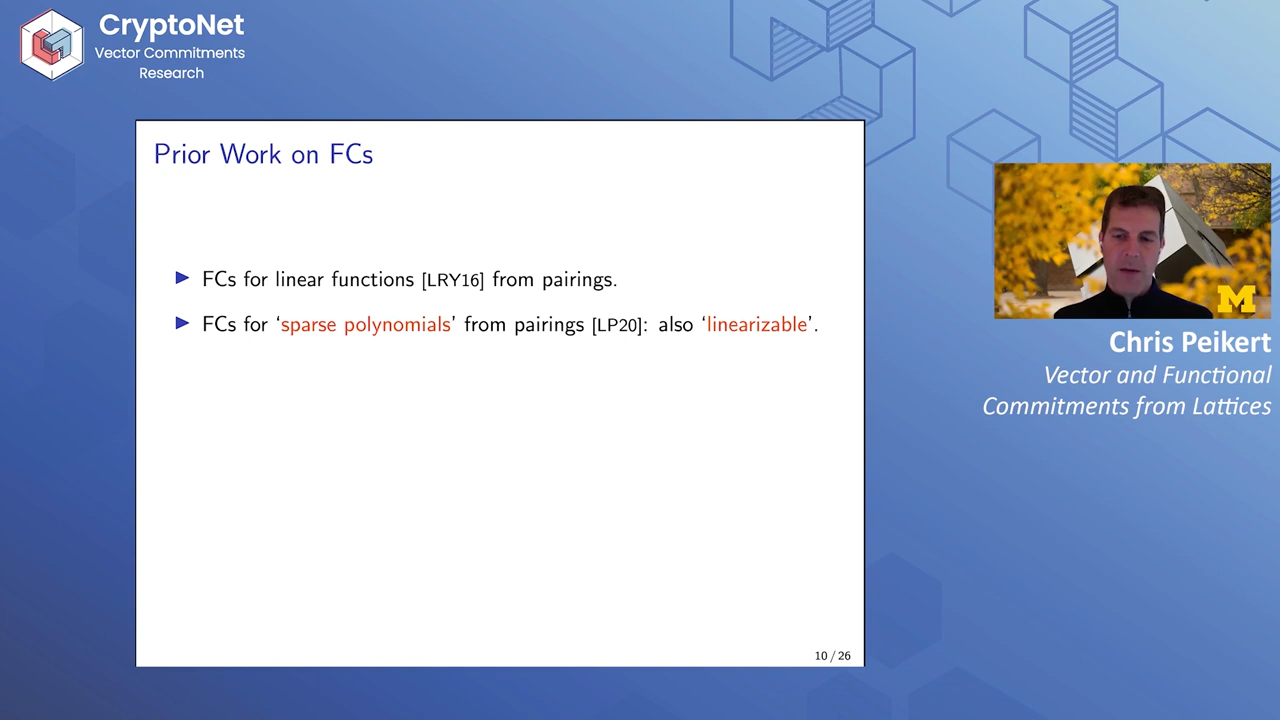 CryptoNet
Vector Commitments
Research
Prior Work on FCs
▶ FCs for linear functions [LRY16] from pairings.
▶ FCs for ‘sparse polynomials’ from pairings [LP20]: also ‘linearizable’.
10 / 26
M
Chris Peikert
Vector and Functional
Commitments from Lattices